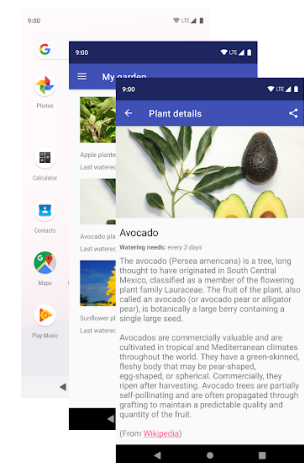 9:00
LTE
Photos
Calculator
Contacts
Maps
Play Music
9:00
LTE
My garden
Apple plante
Last watered
Avocado pla
Last watere
Sunflower pl
Last watere
9:00
LTE
Plant details
Avocado
Watering needs: every 3 days
The avocado (Persea americana) is a tree, long
thought to have originated in South Central
Mexico, classified as a member of the flowering
plant family Lauraceae. The fruit of the plant, also
called an avocado (or avocado pear or alligator
pear), is botanically a large berry containing a
single large seed.
Avocados are commercially valuable and are
cultivated in tropical and Mediterranean climates
throughout the world. They have a green-skinned,
fleshy body that may be pear-shaped,
egg-shaped, or spherical. Commercially, they
ripen after harvesting. Avocado trees are partially
self-pollinating and are often propagated through
grafting to maintain a predictable quality and
quantity of the fruit.
(From Wikipedia)